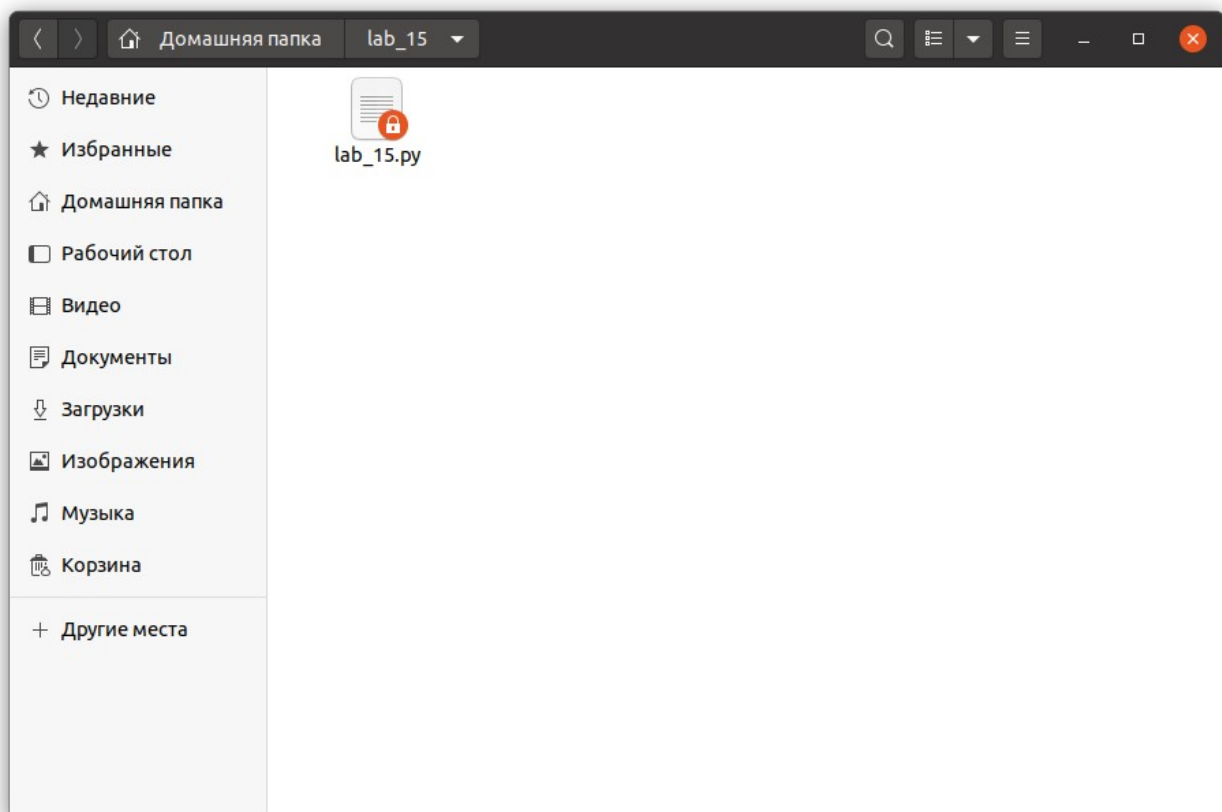 Домашняя папка lab_15
Недавние
Избранные
Домашняя папка
Рабочий стол
Видео
Документы
Загрузки
Изображения
Музыка
Корзина
Другие места
lab_15.py